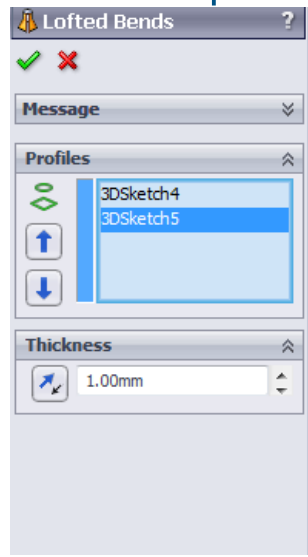 Lofted Bends ?
Message
Profiles
3DSketch4
3DSketch5
Thickness
1.00mm